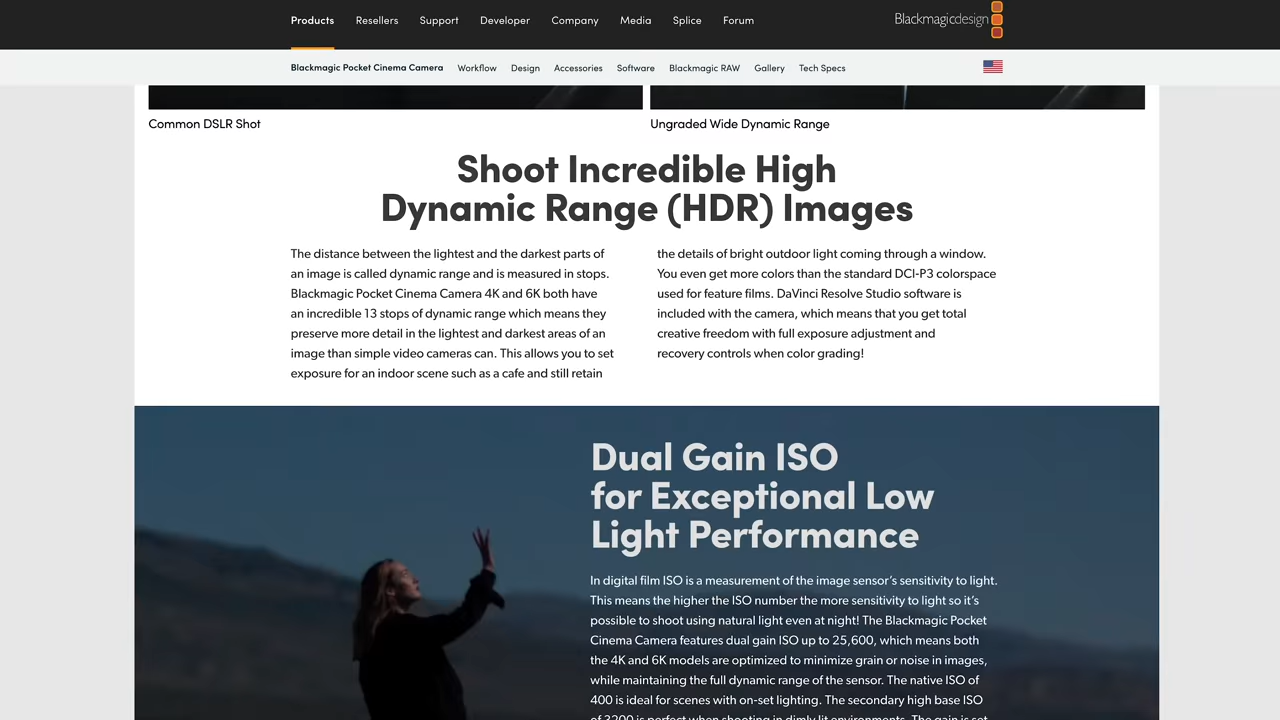 Products Resellers Support Developer Company Media Splice Forum Blackmagicdesign
Blackmagic Pocket Cinema Camera Workflow Design Accessories Software Blackmagic RAW Gallery Tech Specs
Common DSLR Shot
Ungraded Wide Dynamic Range
Shoot Incredible High
Dynamic Range (HDR) Images
The distance between the lightest and the darkest parts of
an image is called dynamic range and is measured in stops.
Blackmagic Pocket Cinema Camera 4K and 6K both have
an incredible 13 stops of dynamic range which means they
preserve more detail in the lightest and darkest areas of an
image than simple video cameras can. This allows you to set
exposure for an indoor scene such as a cafe and still retain
the details of bright outdoor light coming through a window.
You even get more colors than the standard DCI-P3 colorspace
used for feature films. DaVinci Resolve Studio software is
included with the camera, which means that you get total
creative freedom with full exposure adjustment and
recovery controls when color grading!
Dual Gain ISO
for Exceptional Low
Light Performance
In digital film ISO is a measurement of the image sensor's sensitivity to light.
This means the higher the ISO number the more sensitivity to light so it's
possible to shoot using natural light even at night! The Blackmagic Pocket
Cinema Camera features dual gain ISO up to 25,600, which means both
the 4K and 6K models are optimized to minimize grain or noise in images,
while maintaining the full dynamic range of the sensor. The native ISO of
400 is ideal for scenes with on-set lighting. The secondary high base ISO
of 3200 is perfect when shooting in dimly lit environments. The gain is set